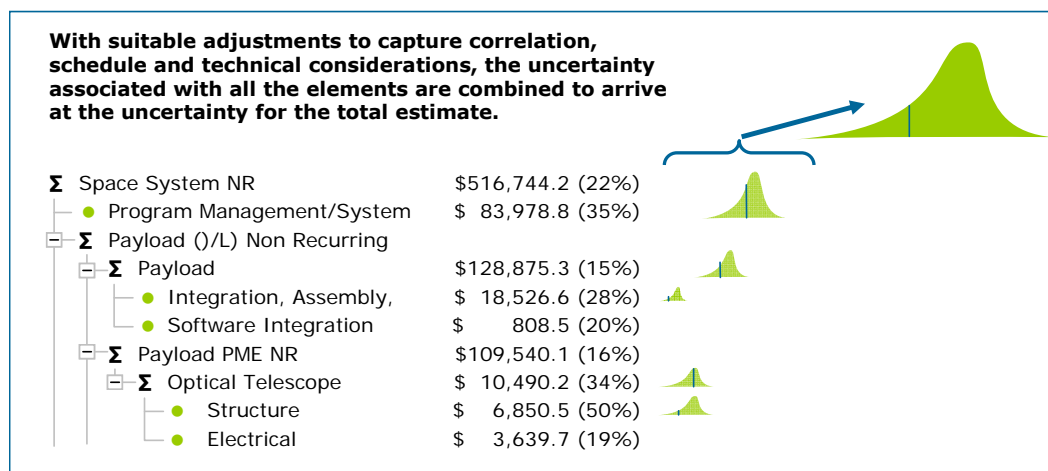 With suitable adjustments to capture correlation,
schedule and technical considerations, the uncertainty
associated with all the elements are combined to arrive
at the uncertainty for the total estimate.
Σ Space System NR $516,744.2 (22%)
Program Management/System $ 83,978.8 (35%)
Σ Payload ()/L) Non Recurring
Σ Payload $128,875.3 (15%)
Integration, Assembly, $ 18,526.6 (28%)
Software Integration $ 808.5 (20%)
Σ Payload PME NR $109,540.1 (16%)
Σ Optical Telescope $ 10,490.2 (34%)
Structure $ 6,850.5 (50%)
Electrical $ 3,639.7 (19%)